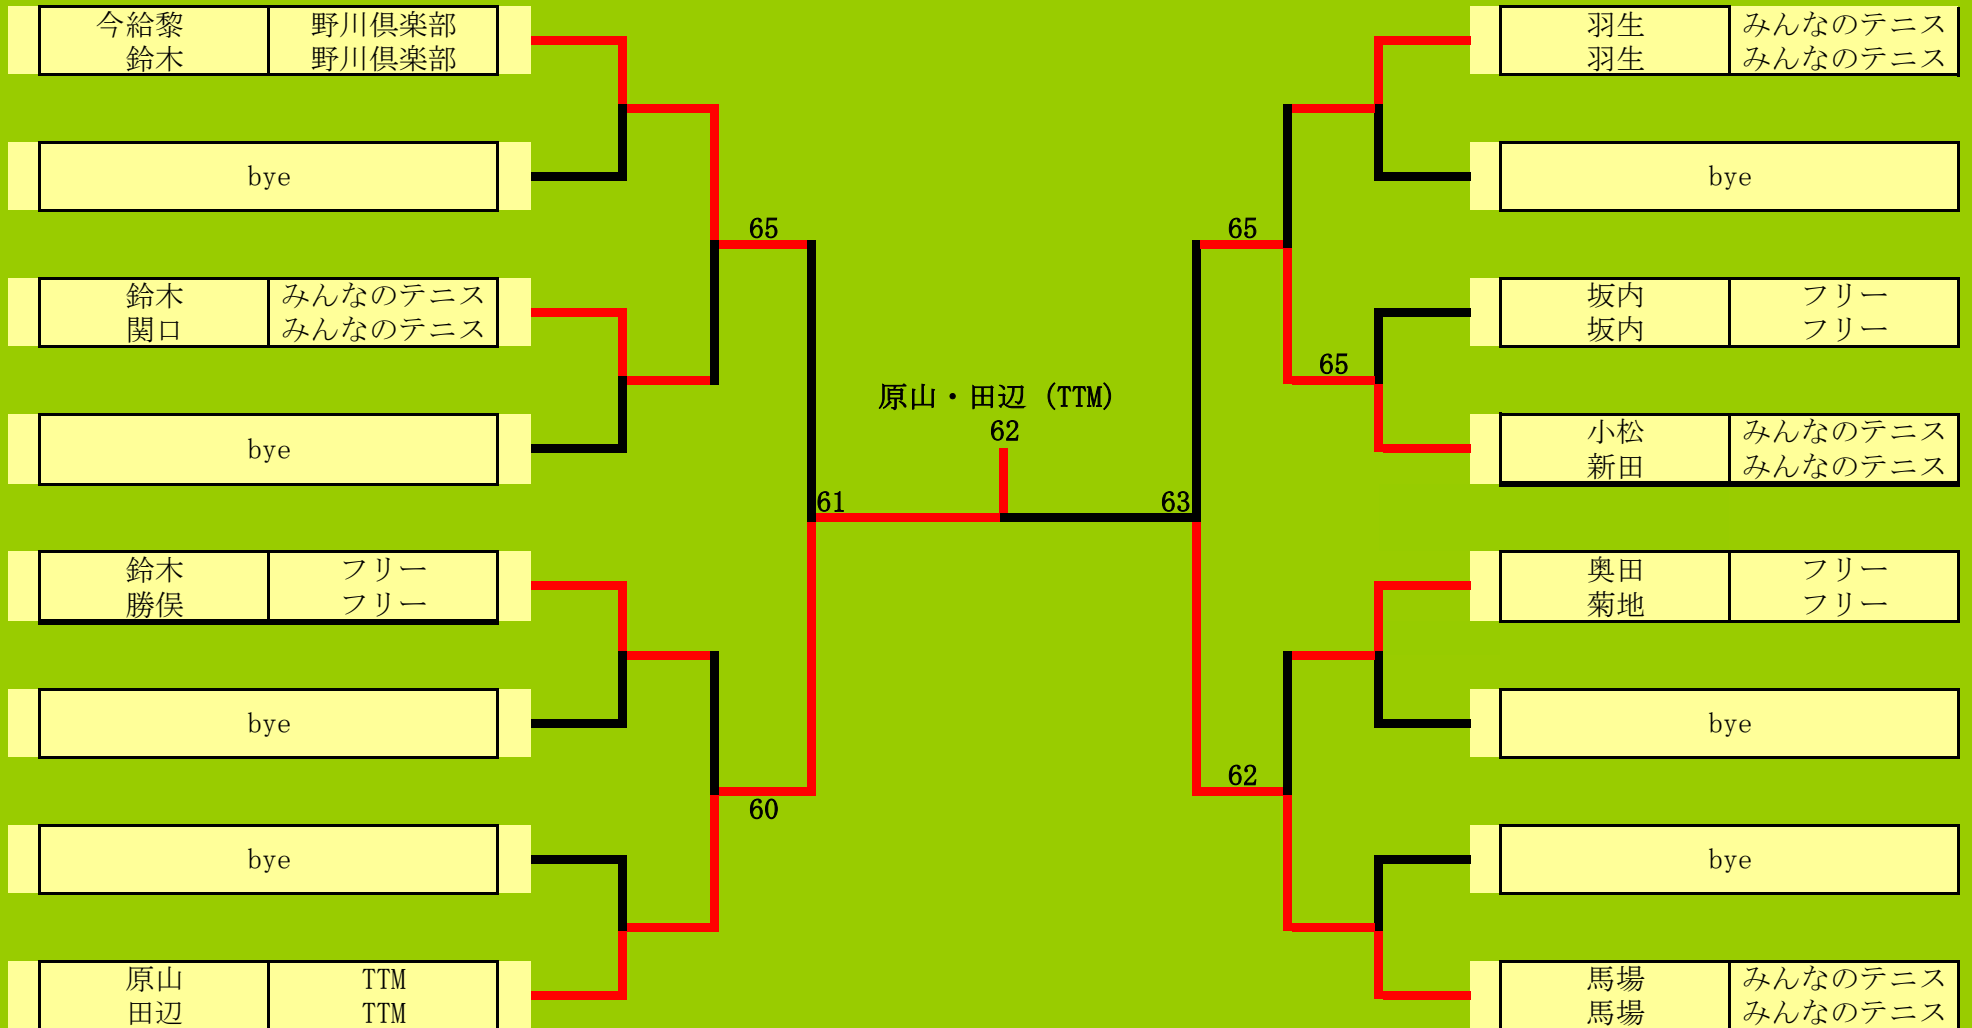 今給黎 野川倶楽部
鈴木 野川倶楽部
bye
鈴木 みんなのテニス
関口 みんなのテニス
bye
鈴木 フリー
勝俣 フリー
bye
bye
原山 TTM
田辺 TTM
65
60
61
原山・田辺 (TTM)
62
63
65
65
62
羽生 みんなのテニス
羽生 みんなのテニス
bye
坂内 フリー
坂内 フリー
小松 みんなのテニス
新田 みんなのテニス
奥田 フリー
菊地 フリー
bye
bye
馬場 みんなのテニス
馬場 みんなのテニス